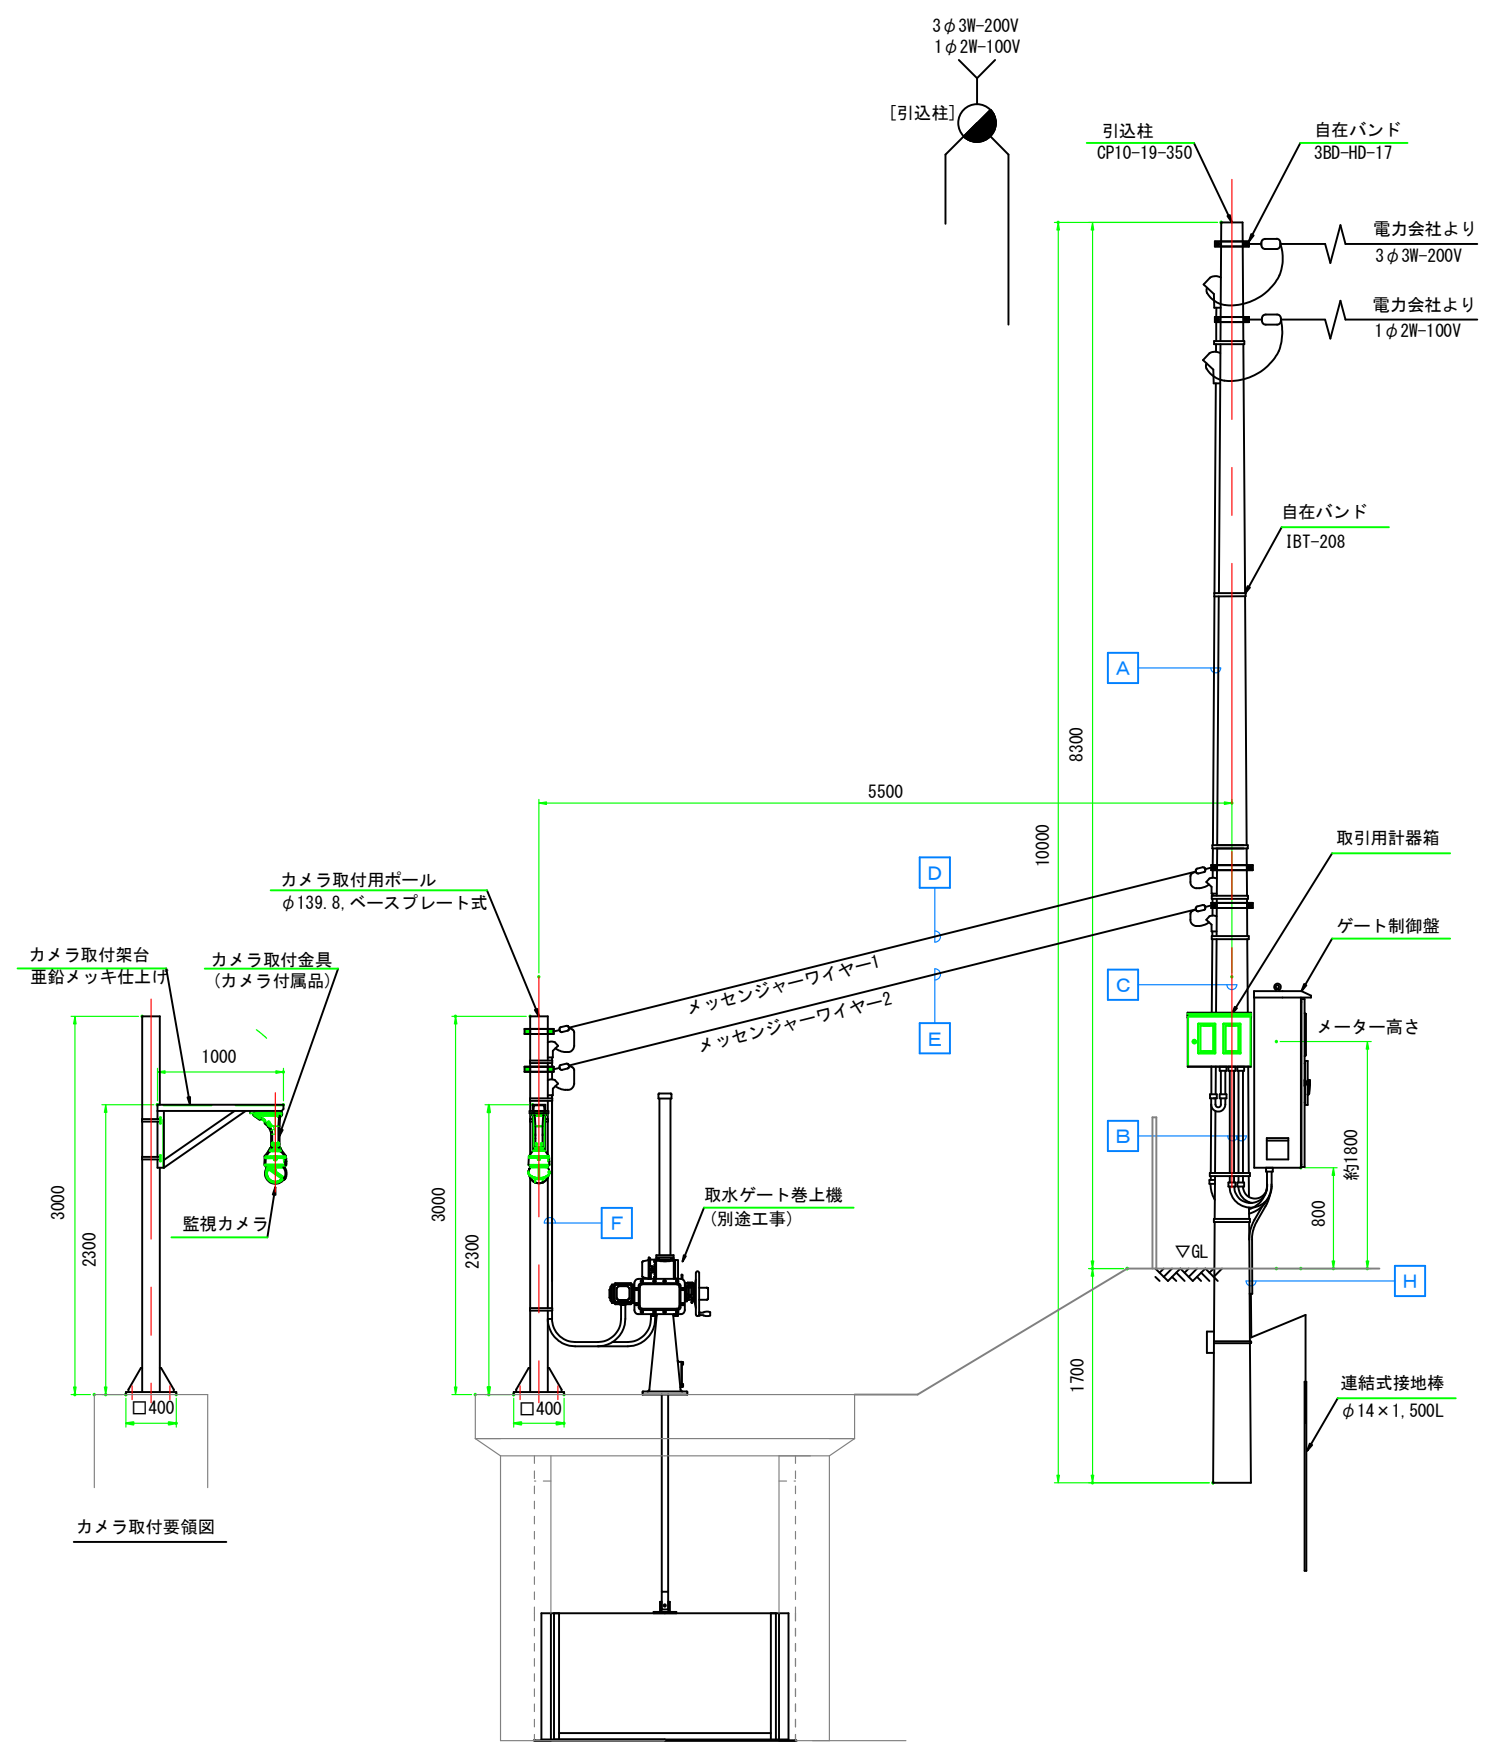 3φ3W-200V
1φ2W-100V
[引込柱]
引込柱
CP10-19-350
自在バンド
3BD-HD-17
電力会社より
3φ3W-200V
電力会社より
1φ2W-100V
自在バンド
IBT-208
A
8300
5500
10000
取引用計器箱
D
カメラ取付用ポール
φ139.8,ベースプレート式
ゲート制御盤
カメラ取付架台
亜鉛メッキ仕上げ
カメラ取付金具
(カメラ付属品)
メッセンジャーワイヤー1
メッセンジャーワイヤー2
C
E
メーター高さ
1000
B
約1800
3000
2300
監視カメラ
3000
2300
F
取水ゲート巻上機
(別途工事)
800
▽GL
H
1700
□400
□400
連結式接地棒
φ14×1,500L
カメラ取付要領図